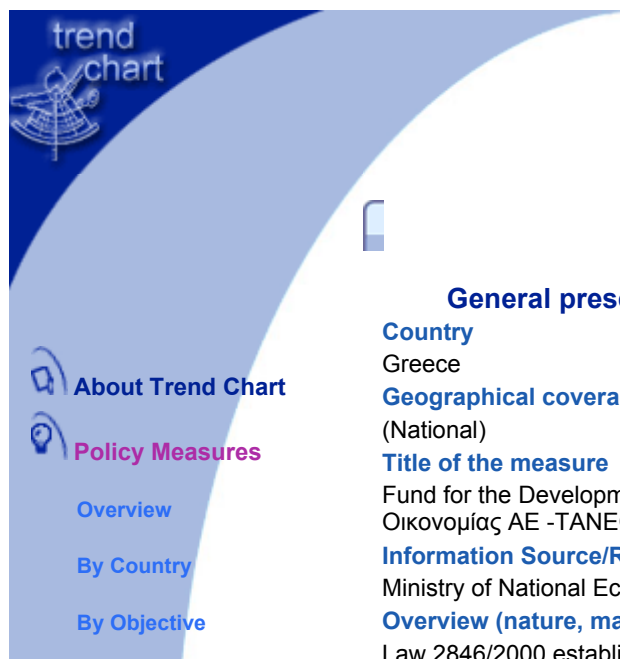 trend
chart
General prese
Country
Greece
About Trend Chart
Geographical covera
(National)
Policy Measures
Title of the measure
Fund for the Developm
Overview
Οικονομίας ΑΕ -ΤΑΝΕ
Information Source/R
By Country
Ministry of National Ec
By Objective
Overview (nature, ma
Law 2846/2000 establi